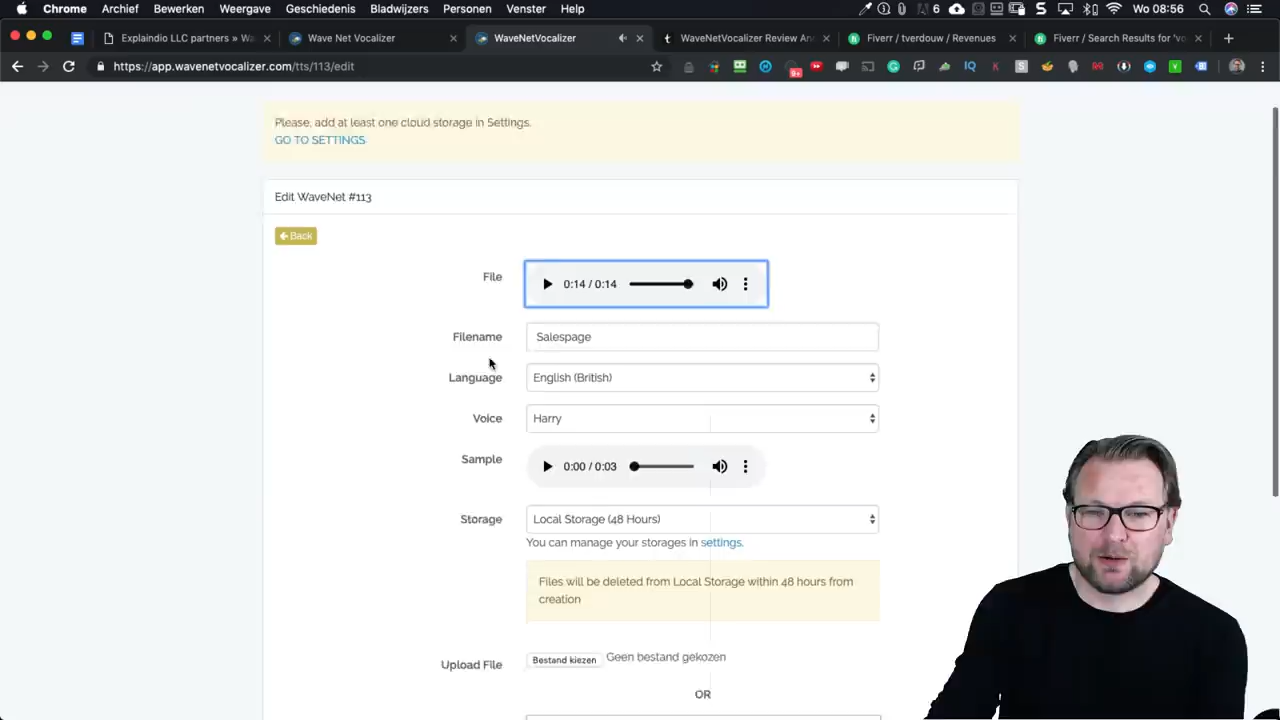 Chrome Archief Bewerken Weergave Geschiedenis Bladwijzers Personen Venster Help 6 Wo 08:56
Explaindio LLC partners » Wa Wave Net Vocalizer WaveNetVocalizer WaveNetVocalizer Review An Fiverr / tverdouw / Revenues Fiverr / Search Results for 'vo
https://app.wavenetvocalizer.com/tts/113/edit
Please, add at least one cloud storage in Settings.
GO TO SETTINGS
Edit WaveNet #113
Back
File 0:14 / 0:14
Filename Salespage
Language English (British)
Voice Harry
Sample 0:00 / 0:03
Storage Local Storage (48 Hours)
You can manage your storages in settings.
Files will be deleted from Local Storage within 48 hours from
creation
Upload File Bestand kiezen Geen bestand gekozen
OR